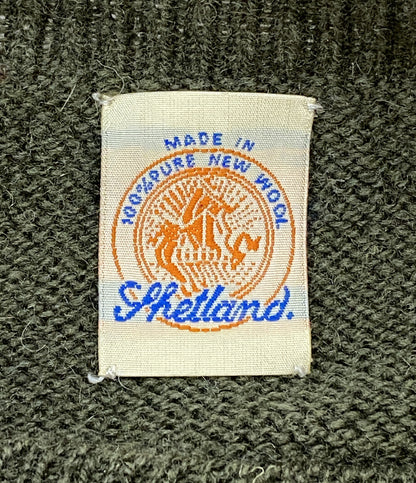 MADE IN
100% PURE NEW WOOL
Shetland.